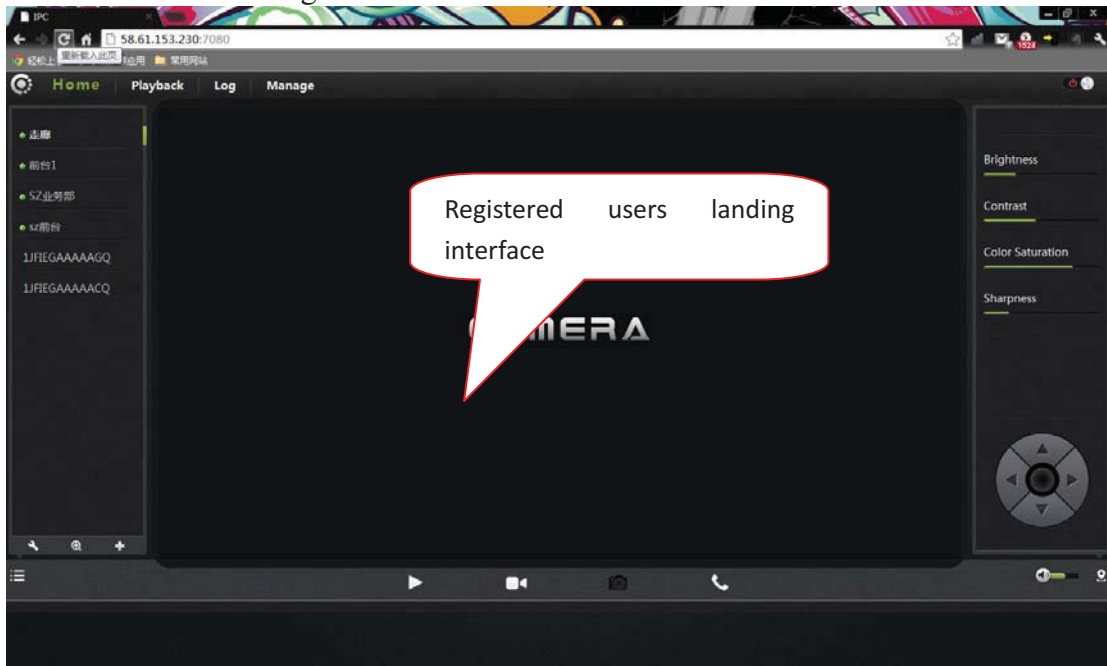 IPC
58.61.153.230:7080
重新载入此页
常用网站
1024
Home Playback Log Manage
走廊
前台1
SZ业务部
sz前台
1JFIEGAAAAAGQ
1JFIEGAAAAACQ
Registered users landing
interface
Brightness
Contrast
Color Saturation
Sharpness